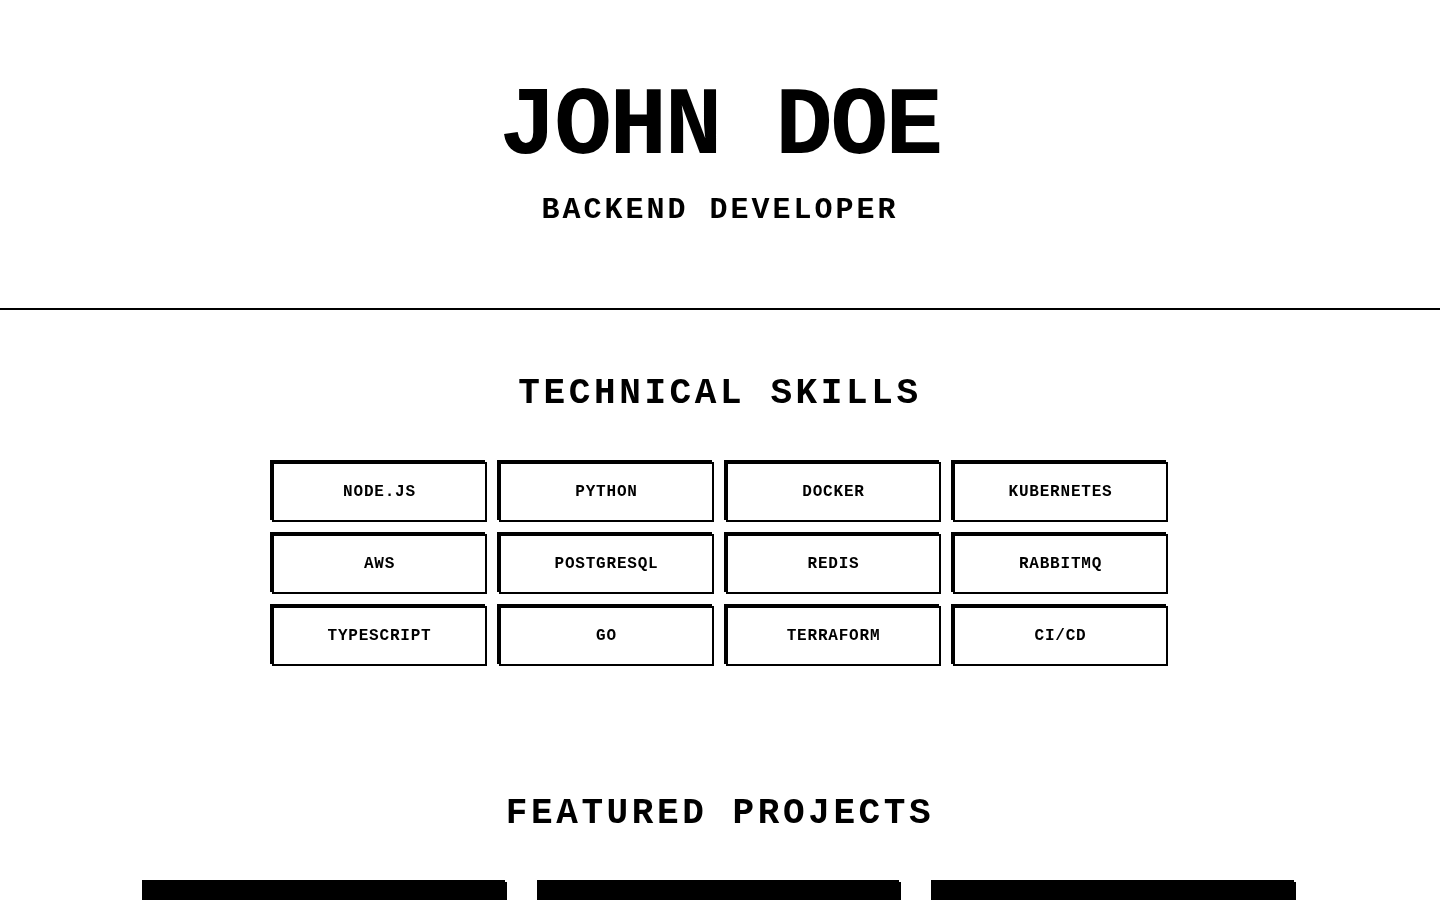 JOHN DOE
BACKEND DEVELOPER
TECHNICAL SKILLS
NODE.JS PYTHON DOCKER KUBERNETES
AWS POSTGRESQL REDIS RABBITMQ
TYPESCRIPT GO TERRAFORM CI/CD
FEATURED PROJECTS